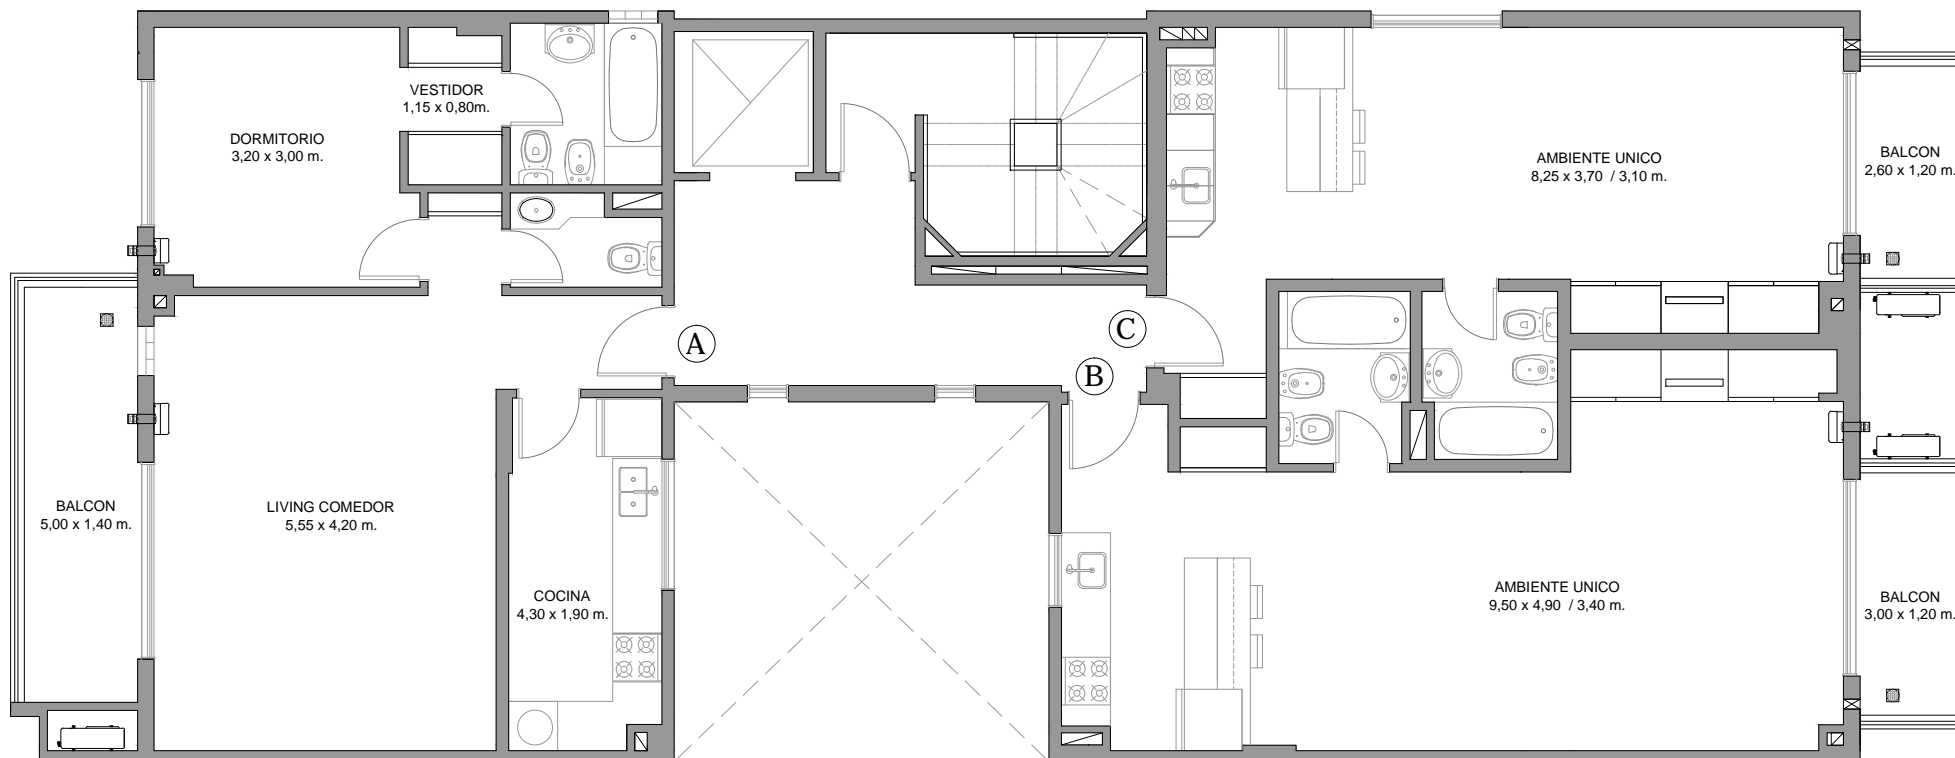 VESTIDOR
1,15 x 0,80m.
DORMITORIO
3,20 x 3,00 m.
AMBIENTE UNICO
8,25 x 3,70 / 3,10 m.
BALCON
2,60 x 1,20 m.
A
C
B
BALCON
5,00 x 1,40 m.
LIVING COMEDOR
5,55 x 4,20 m.
COCINA
4,30 x 1,90 m.
AMBIENTE UNICO
9,50 x 4,90 / 3,40 m.
BALCON
3,00 x 1,20 m.